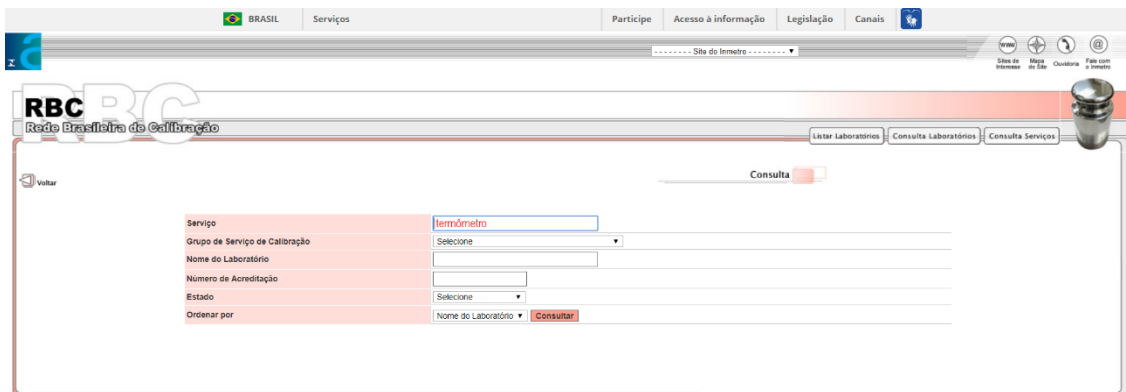 BRASIL Serviços Participe Acesso à informação Legislação Canais
- - - - - - - - Site do Inmetro - - - - - - - -
www
@
Sites de Interesse
Mapa do Site
Ouvidoria
Fale com o Inmetro
RBC
RBC
Rede Brasileira de Calibração
Listar Laboratórios Consulta Laboratórios Consulta Serviços
Voltar
Consulta
Serviço termômetro
Grupo de Serviço de Calibração Selecione
Nome do Laboratório
Número de Acreditação
Estado Selecione
Ordenar por Nome do Laboratório Consultar